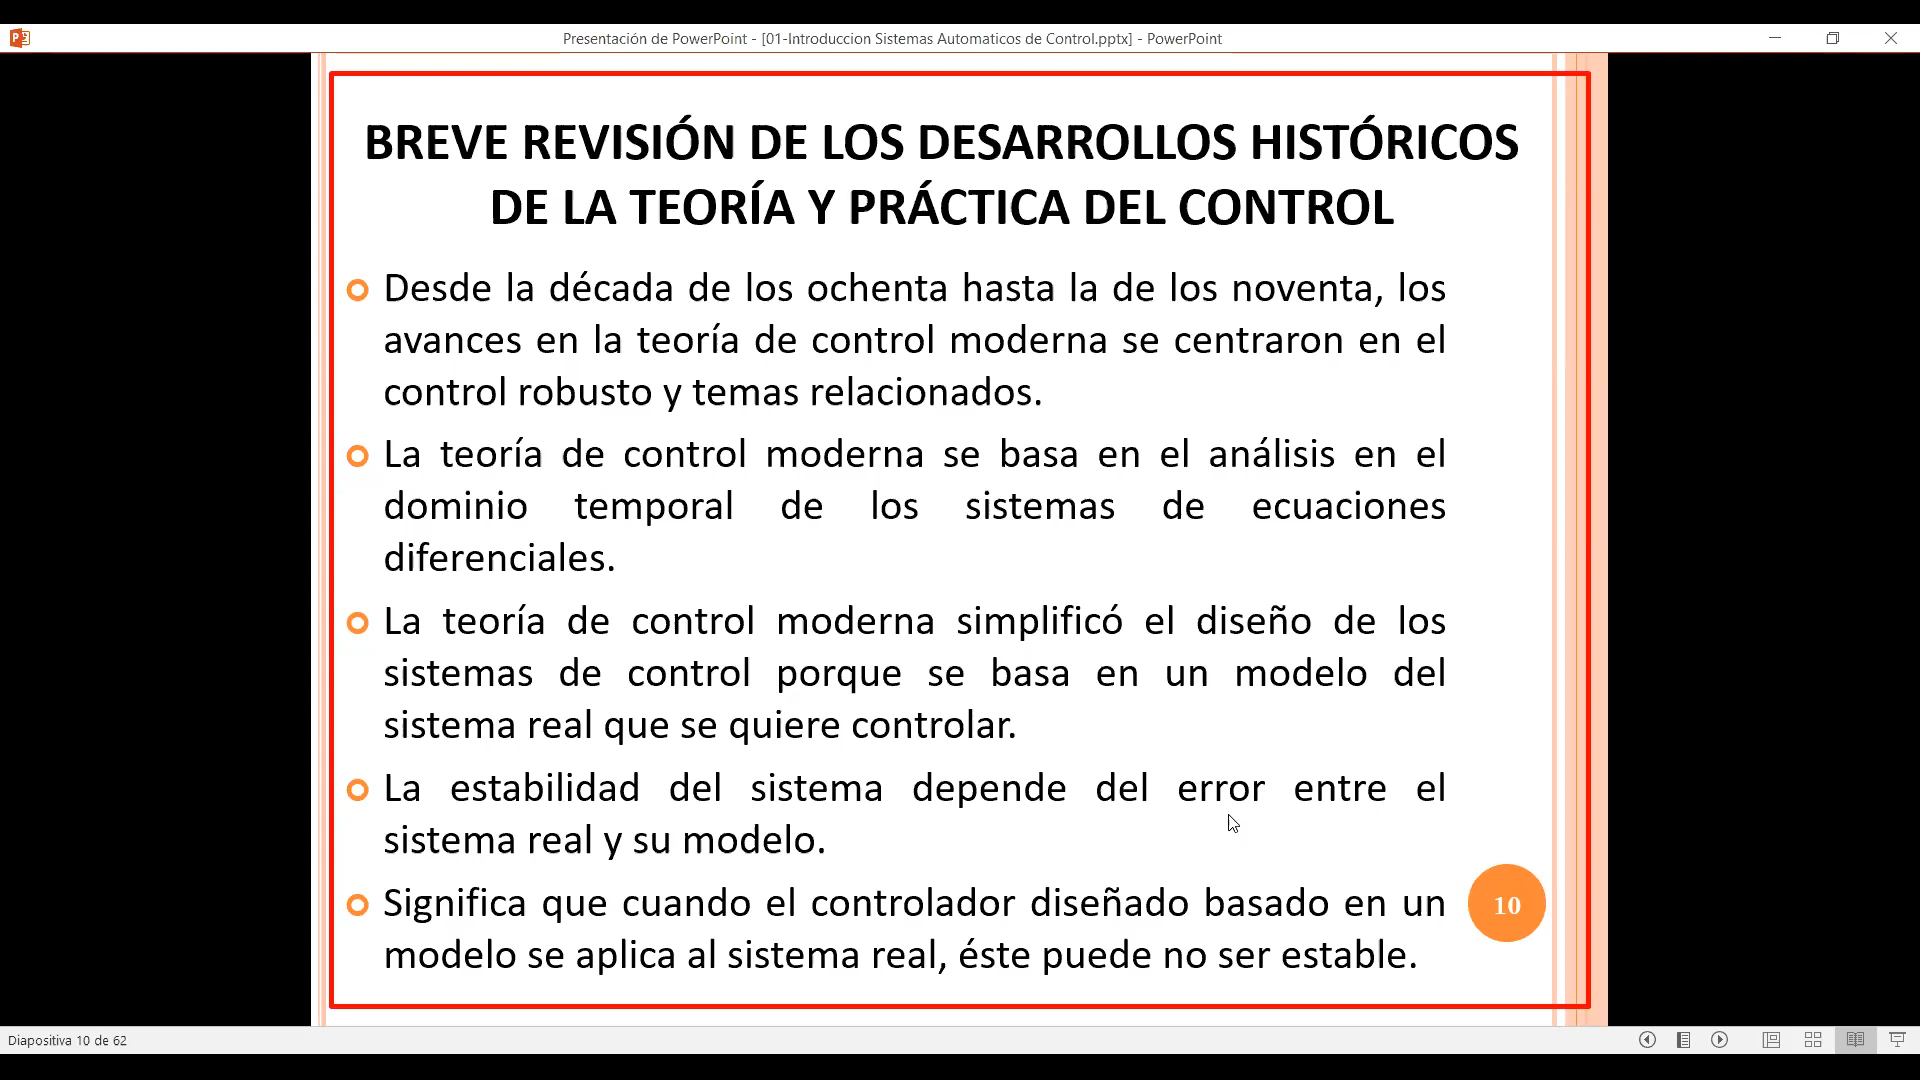 Presentación de PowerPoint - [01-Introduccion Sistemas Automaticos de Control.pptx] - PowerPoint
BREVE REVISIÓN DE LOS DESARROLLOS HISTÓRICOS
DE LA TEORÍA Y PRÁCTICA DEL CONTROL
Desde la década de los ochenta hasta la de los noventa, los
avances en la teoría de control moderna se centraron en el
control robusto y temas relacionados.
La teoría de control moderna se basa en el análisis en el
dominio temporal de los sistemas de ecuaciones
diferenciales.
La teoría de control moderna simplificó el diseño de los
sistemas de control porque se basa en un modelo del
sistema real que se quiere controlar.
La estabilidad del sistema depende del error entre el
sistema real y su modelo.
Significa que cuando el controlador diseñado basado en un
modelo se aplica al sistema real, éste puede no ser estable.
10
Diapositiva 10 de 62